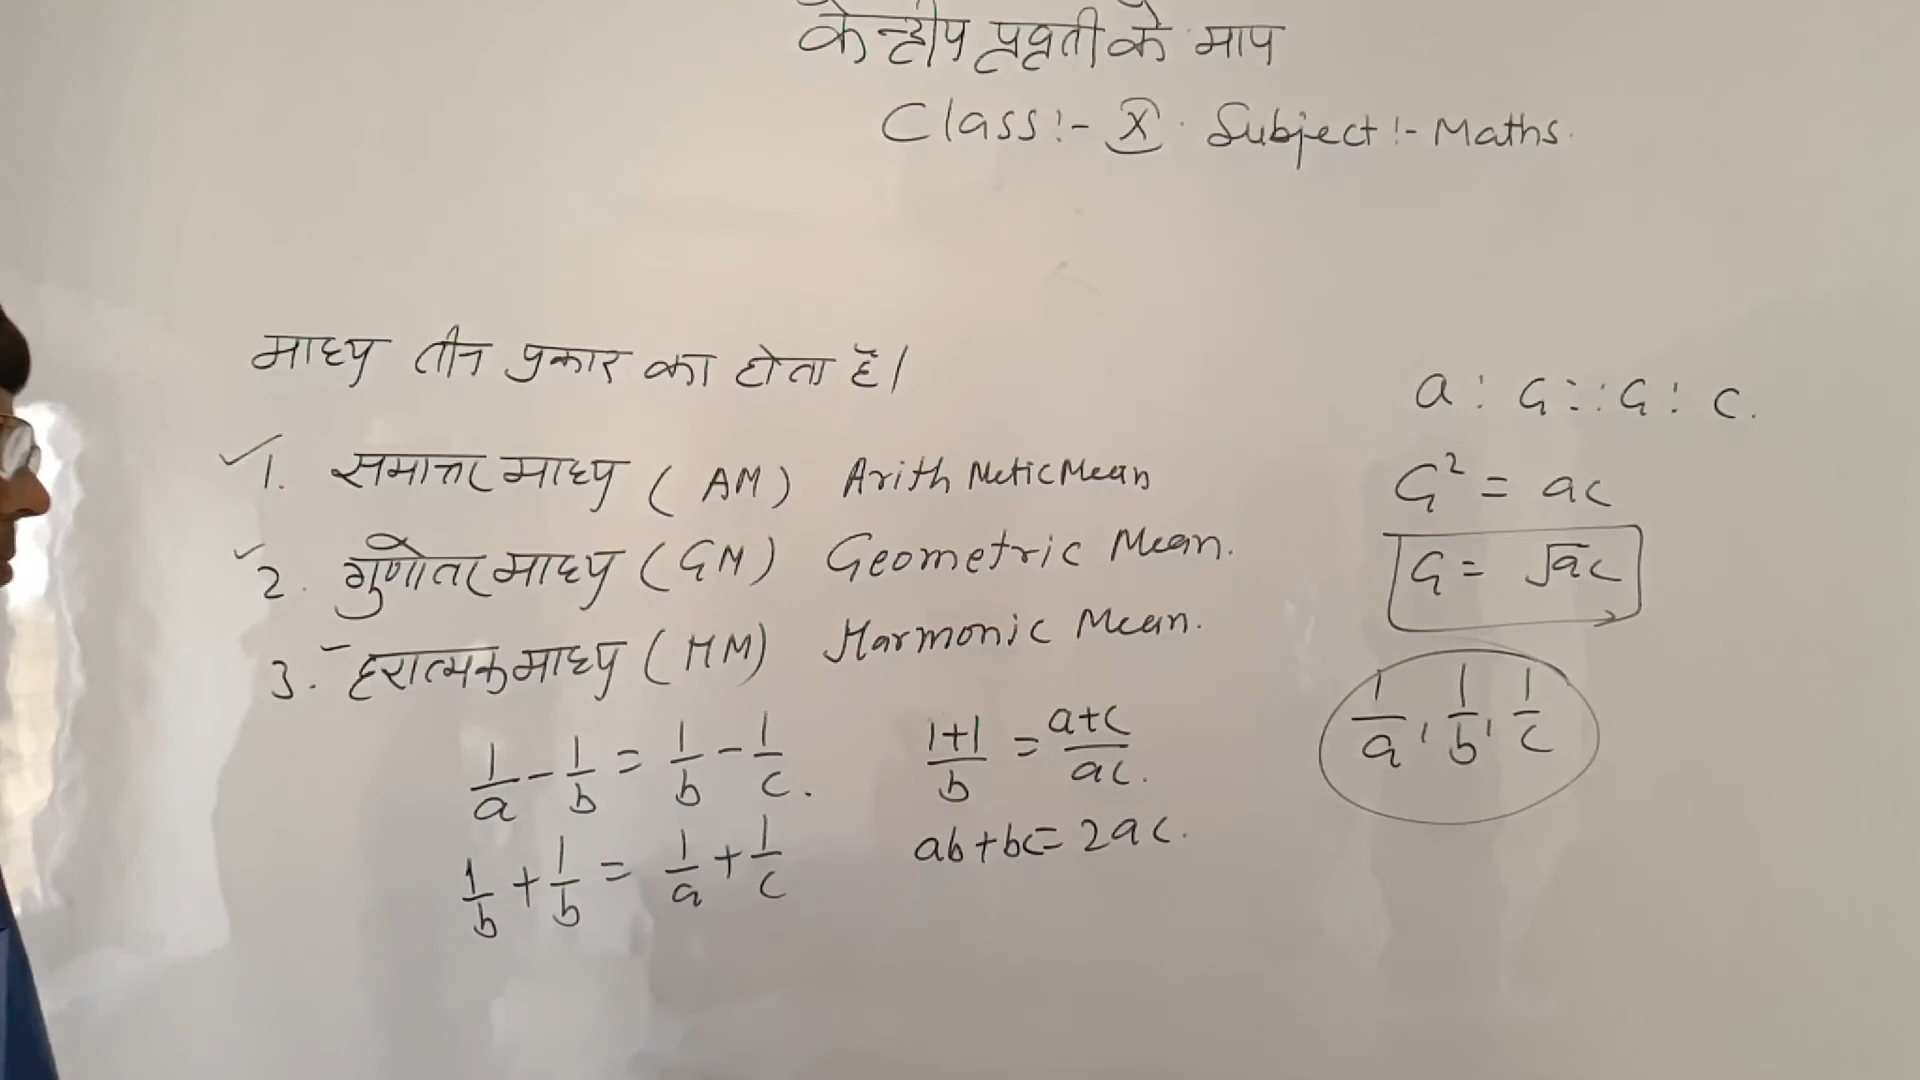 केन्द्रीय प्रवृती के माप
Class:- X Subject:- Maths.
माध्य तीन प्रकार का होता है।
✓1. समान्तर माध्य (AM) Arithmetic Mean
✓2. गुणोतर माध्य (GM) Geometric Mean.
3. हरात्मक माध्य (HM) Harmonic Mean.
1/a - 1/b = 1/b - 1/c.
1/b + 1/b = 1/a + 1/c
1+1/b = a+c/ac.
ab+bc = 2ac.
a : G :: G : c.
G² = ac
G = √ac
1/a, 1/b, 1/c